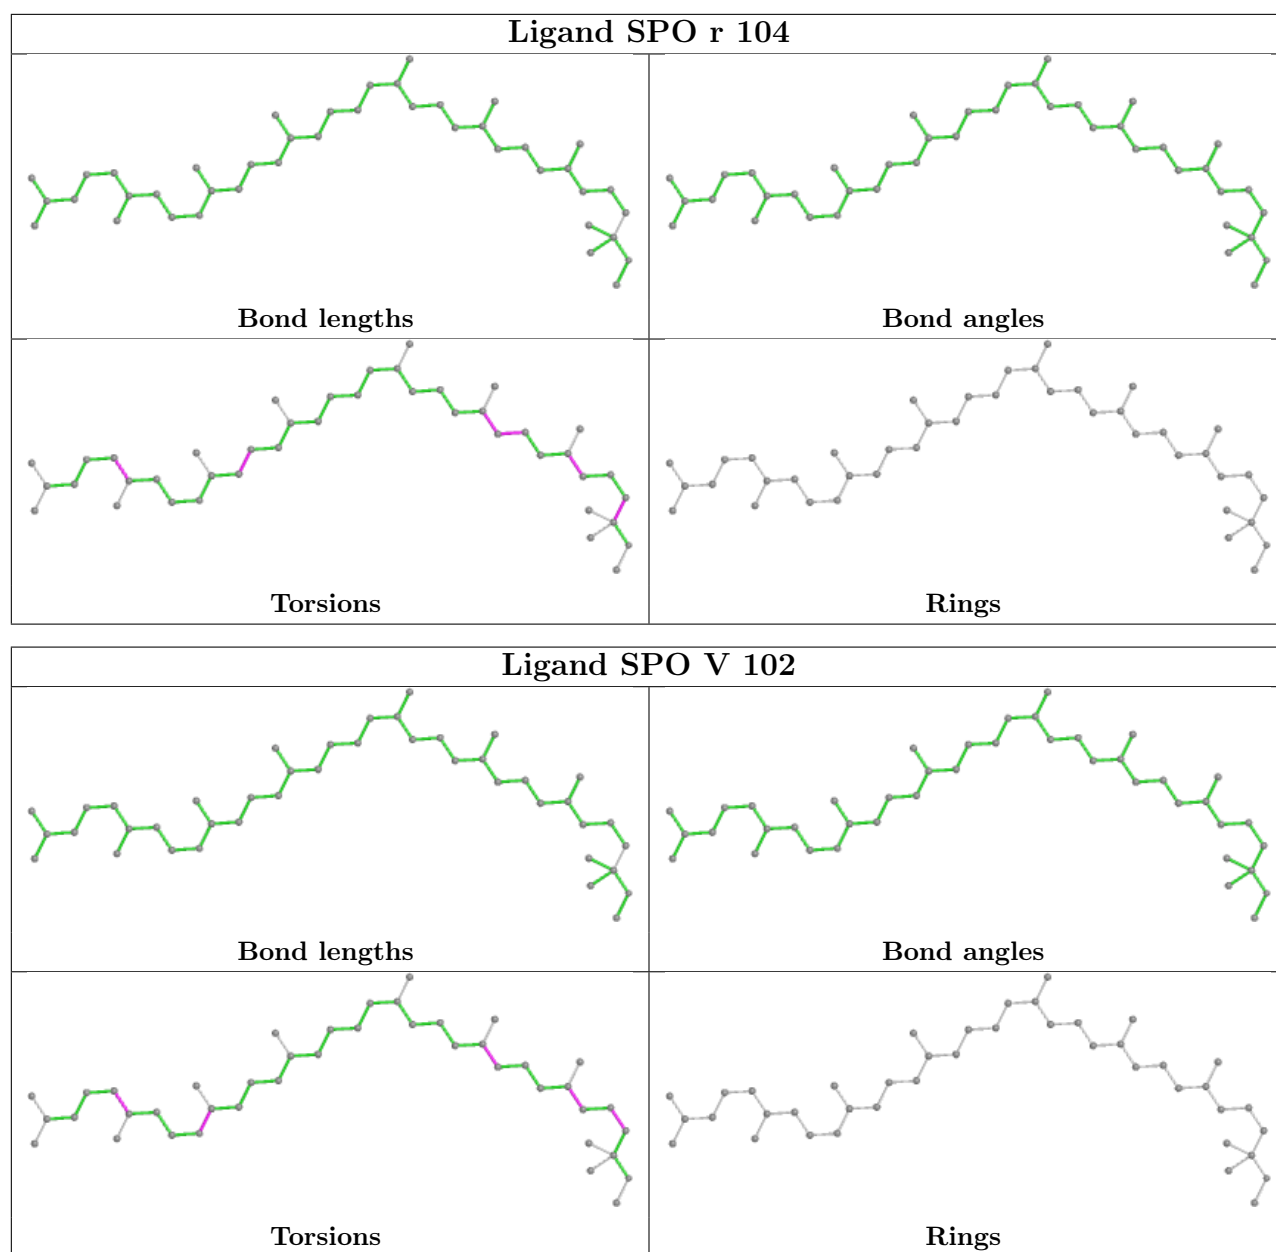 Ligand SPO r 104
Bond lengths
Bond angles
Torsions
Rings
Ligand SPO V 102
Bond lengths
Bond angles
Torsions
Rings